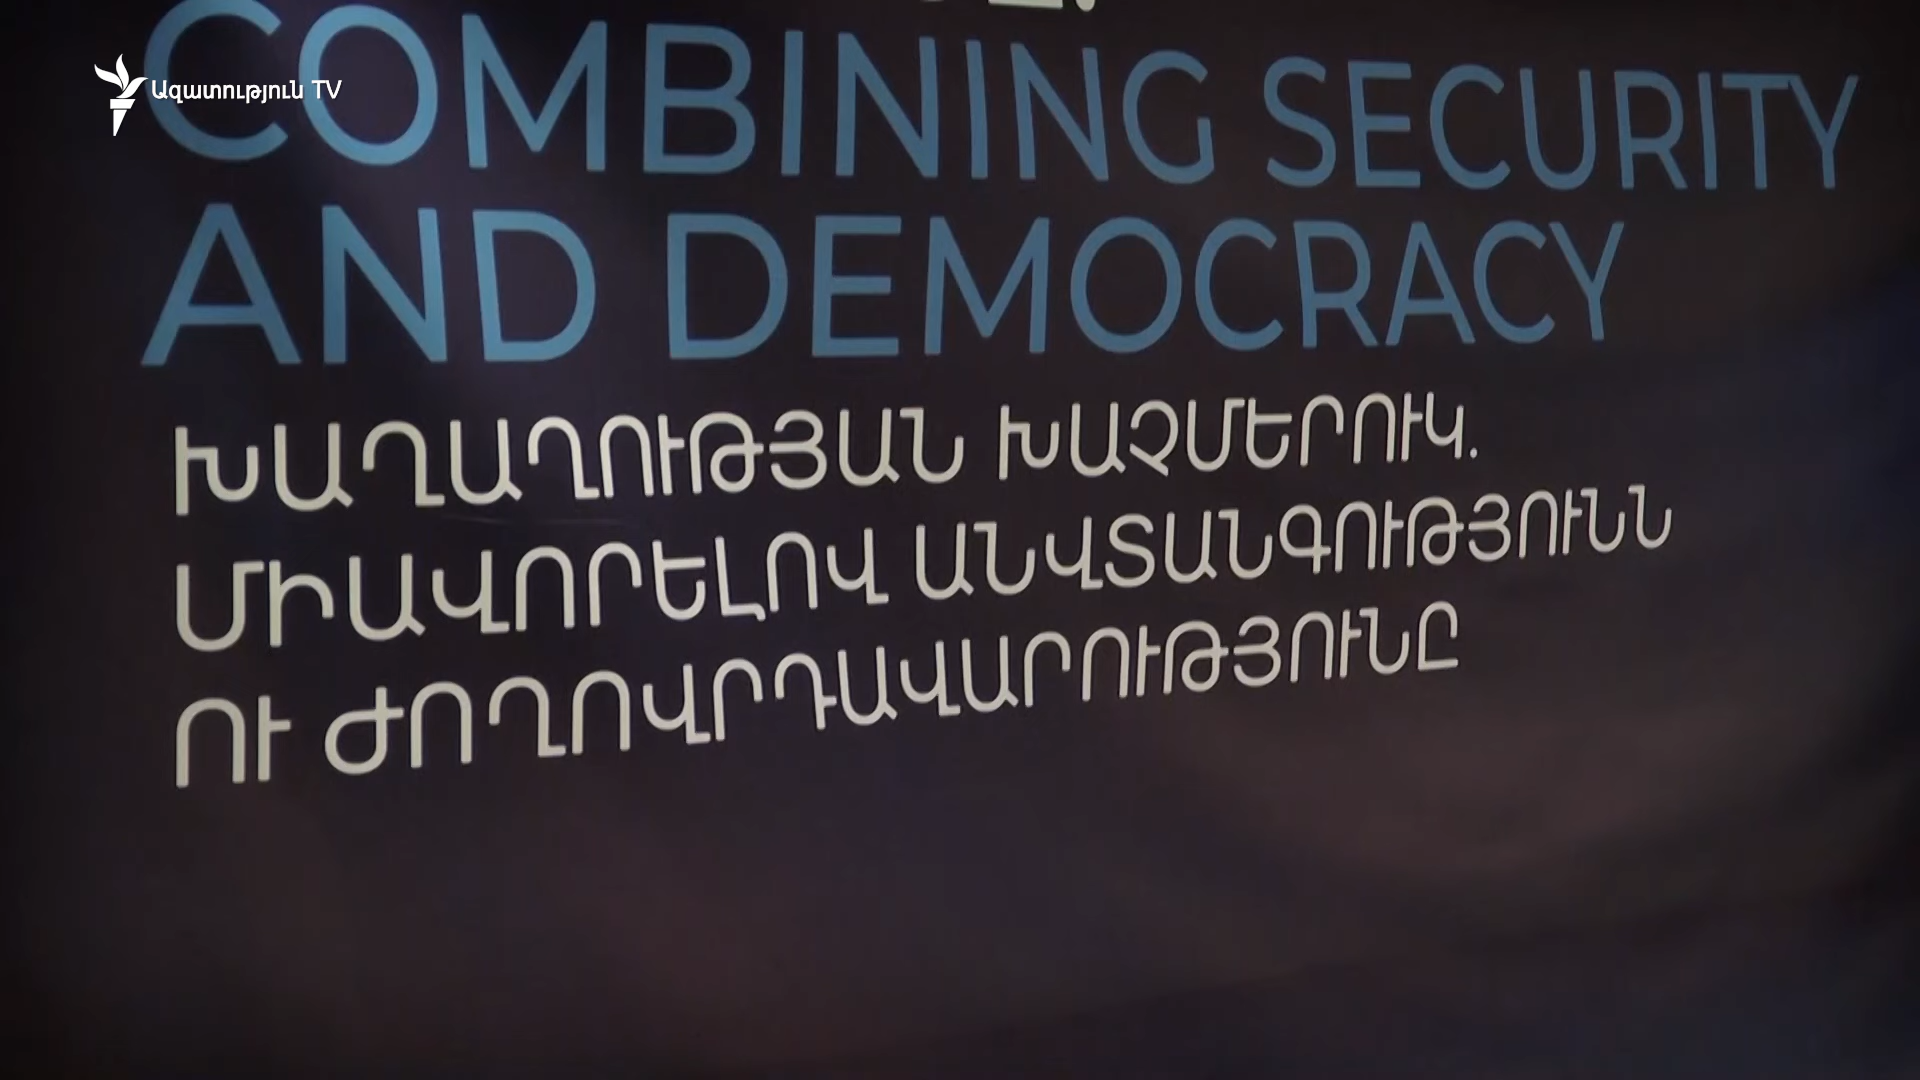 Ազատություն TV
COMBINING SECURITY
AND DEMOCRACY
ԽԱՂԱՂՈՒԹՅԱՆ ԽԱՉՄԵՐՈՒԿ.
ՄԻԱՎՈՐԵԼՈՎ ԱՆՎՏԱՆԳՈՒԹՅՈՒՆՆ
ՈՒ ԺՈՂՈՎՐԴԱՎԱՐՈՒԹՅՈՒՆԸ